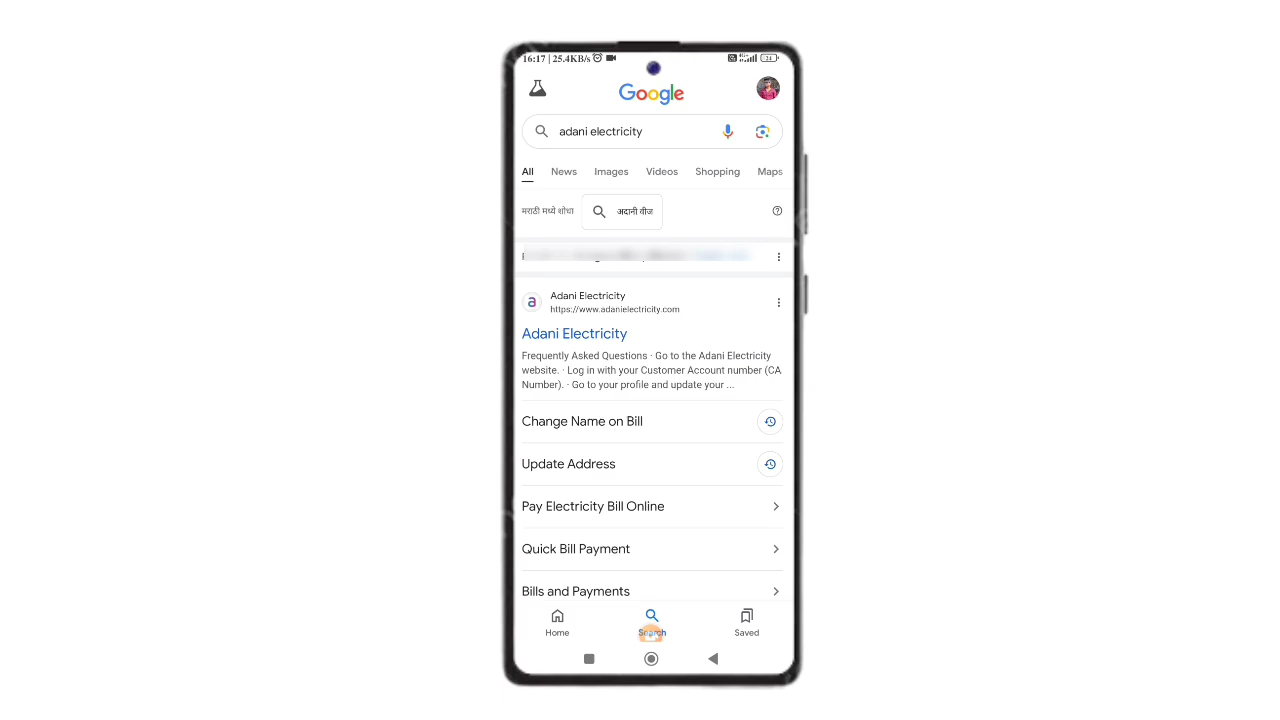 16:17 | 25.4KB/s
Google
adani electricity
All News Images Videos Shopping Maps
मराठी मध्ये शोधा अदानी वीज
Adani Electricity
https://www.adanielectricity.com
Adani Electricity
Frequently Asked Questions · Go to the Adani Electricity
website. · Log in with your Customer Account number (CA
Number). · Go to your profile and update your ...
Change Name on Bill
Update Address
Pay Electricity Bill Online
Quick Bill Payment
Bills and Payments
Home Search Saved